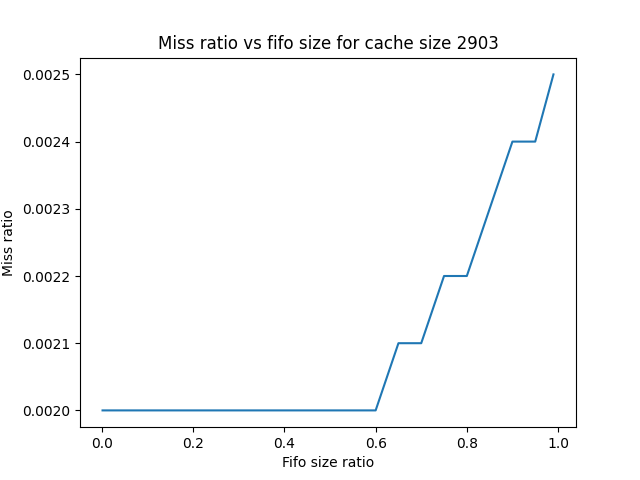 Miss ratio vs fifo size for cache size 2903
0.0025
0.0024
0.0023
0.0022
0.0021
0.0020
Miss ratio
0.0 0.2 0.4 0.6 0.8 1.0
Fifo size ratio